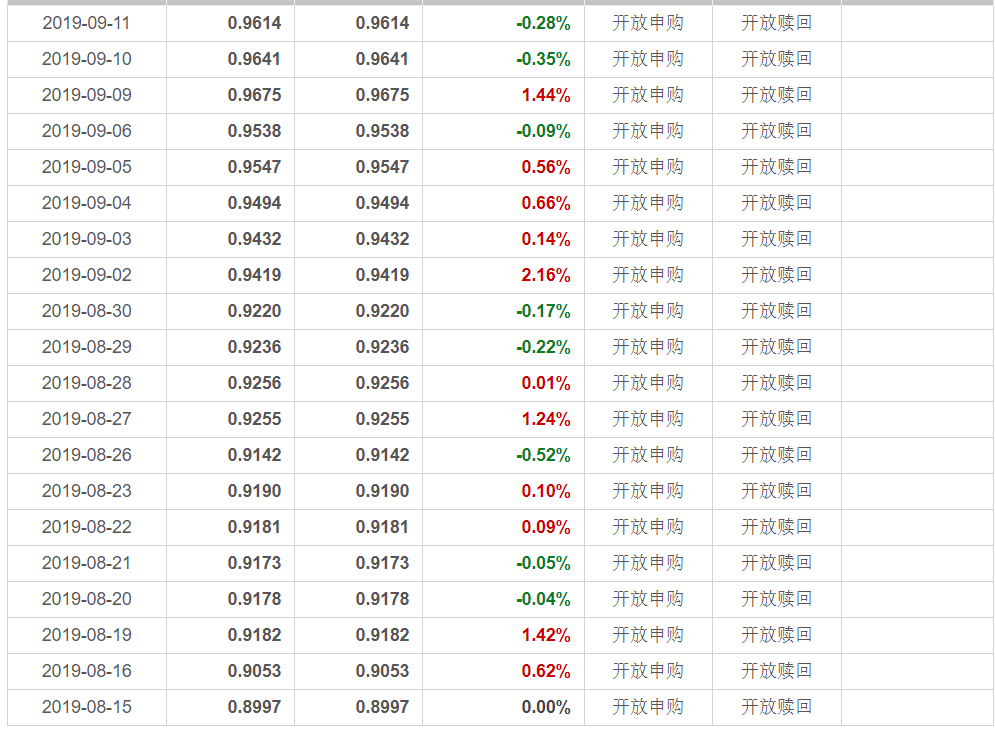 2019-09-11 0.9614 0.9614 -0.28% 开放申购 开放赎回
2019-09-10 0.9641 0.9641 -0.35% 开放申购 开放赎回
2019-09-09 0.9675 0.9675 1.44% 开放申购 开放赎回
2019-09-06 0.9538 0.9538 -0.09% 开放申购 开放赎回
2019-09-05 0.9547 0.9547 0.56% 开放申购 开放赎回
2019-09-04 0.9494 0.9494 0.66% 开放申购 开放赎回
2019-09-03 0.9432 0.9432 0.14% 开放申购 开放赎回
2019-09-02 0.9419 0.9419 2.16% 开放申购 开放赎回
2019-08-30 0.9220 0.9220 -0.17% 开放申购 开放赎回
2019-08-29 0.9236 0.9236 -0.22% 开放申购 开放赎回
2019-08-28 0.9256 0.9256 0.01% 开放申购 开放赎回
2019-08-27 0.9255 0.9255 1.24% 开放申购 开放赎回
2019-08-26 0.9142 0.9142 -0.52% 开放申购 开放赎回
2019-08-23 0.9190 0.9190 0.10% 开放申购 开放赎回
2019-08-22 0.9181 0.9181 0.09% 开放申购 开放赎回
2019-08-21 0.9173 0.9173 -0.05% 开放申购 开放赎回
2019-08-20 0.9178 0.9178 -0.04% 开放申购 开放赎回
2019-08-19 0.9182 0.9182 1.42% 开放申购 开放赎回
2019-08-16 0.9053 0.9053 0.62% 开放申购 开放赎回
2019-08-15 0.8997 0.8997 0.00% 开放申购 开放赎回